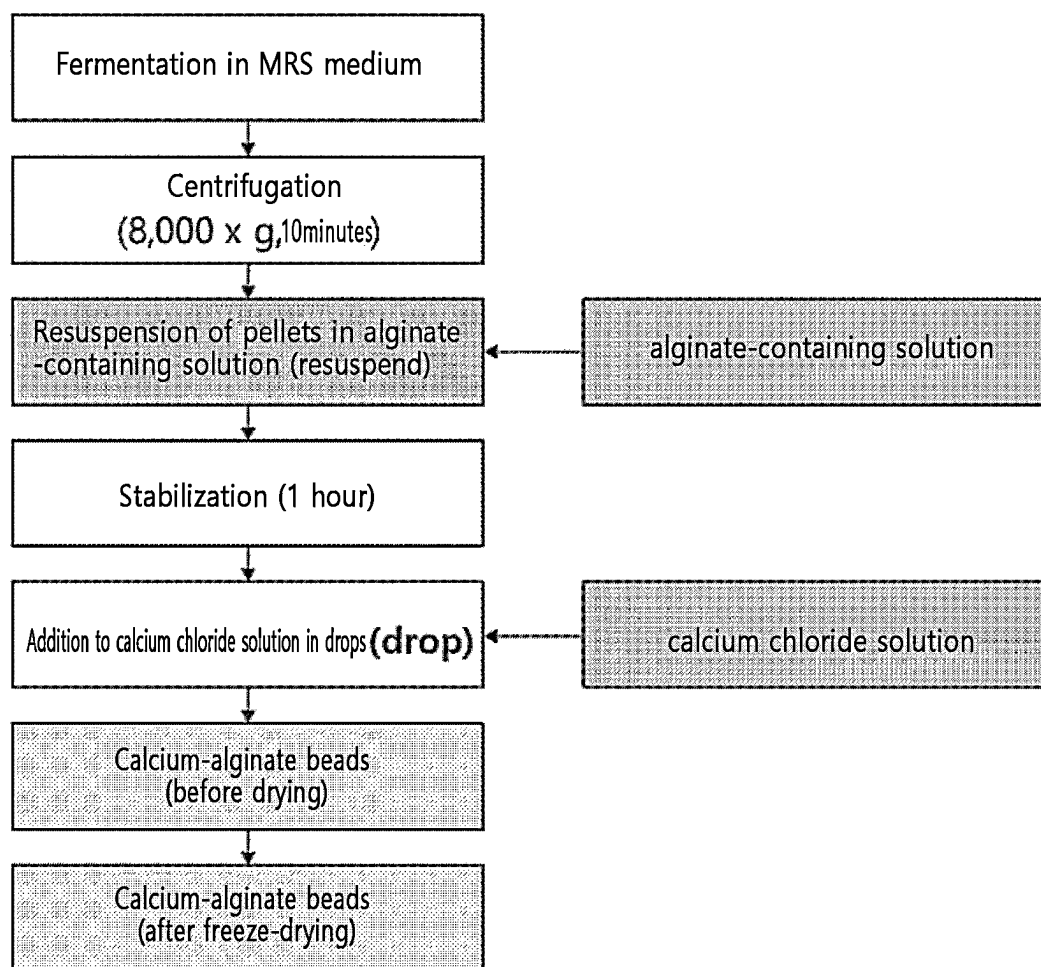 Fermentation in MRS medium
Centrifugation
(8,000 x g,10minutes)
Resuspension of pellets in alginate
-containing solution (resuspend)
alginate-containing solution
Stabilization (1 hour)
Addition to calcium chloride solution in drops(drop)
calcium chloride solution
Calcium-alginate beads
(before drying)
Calcium-alginate beads
(after freeze-drying)